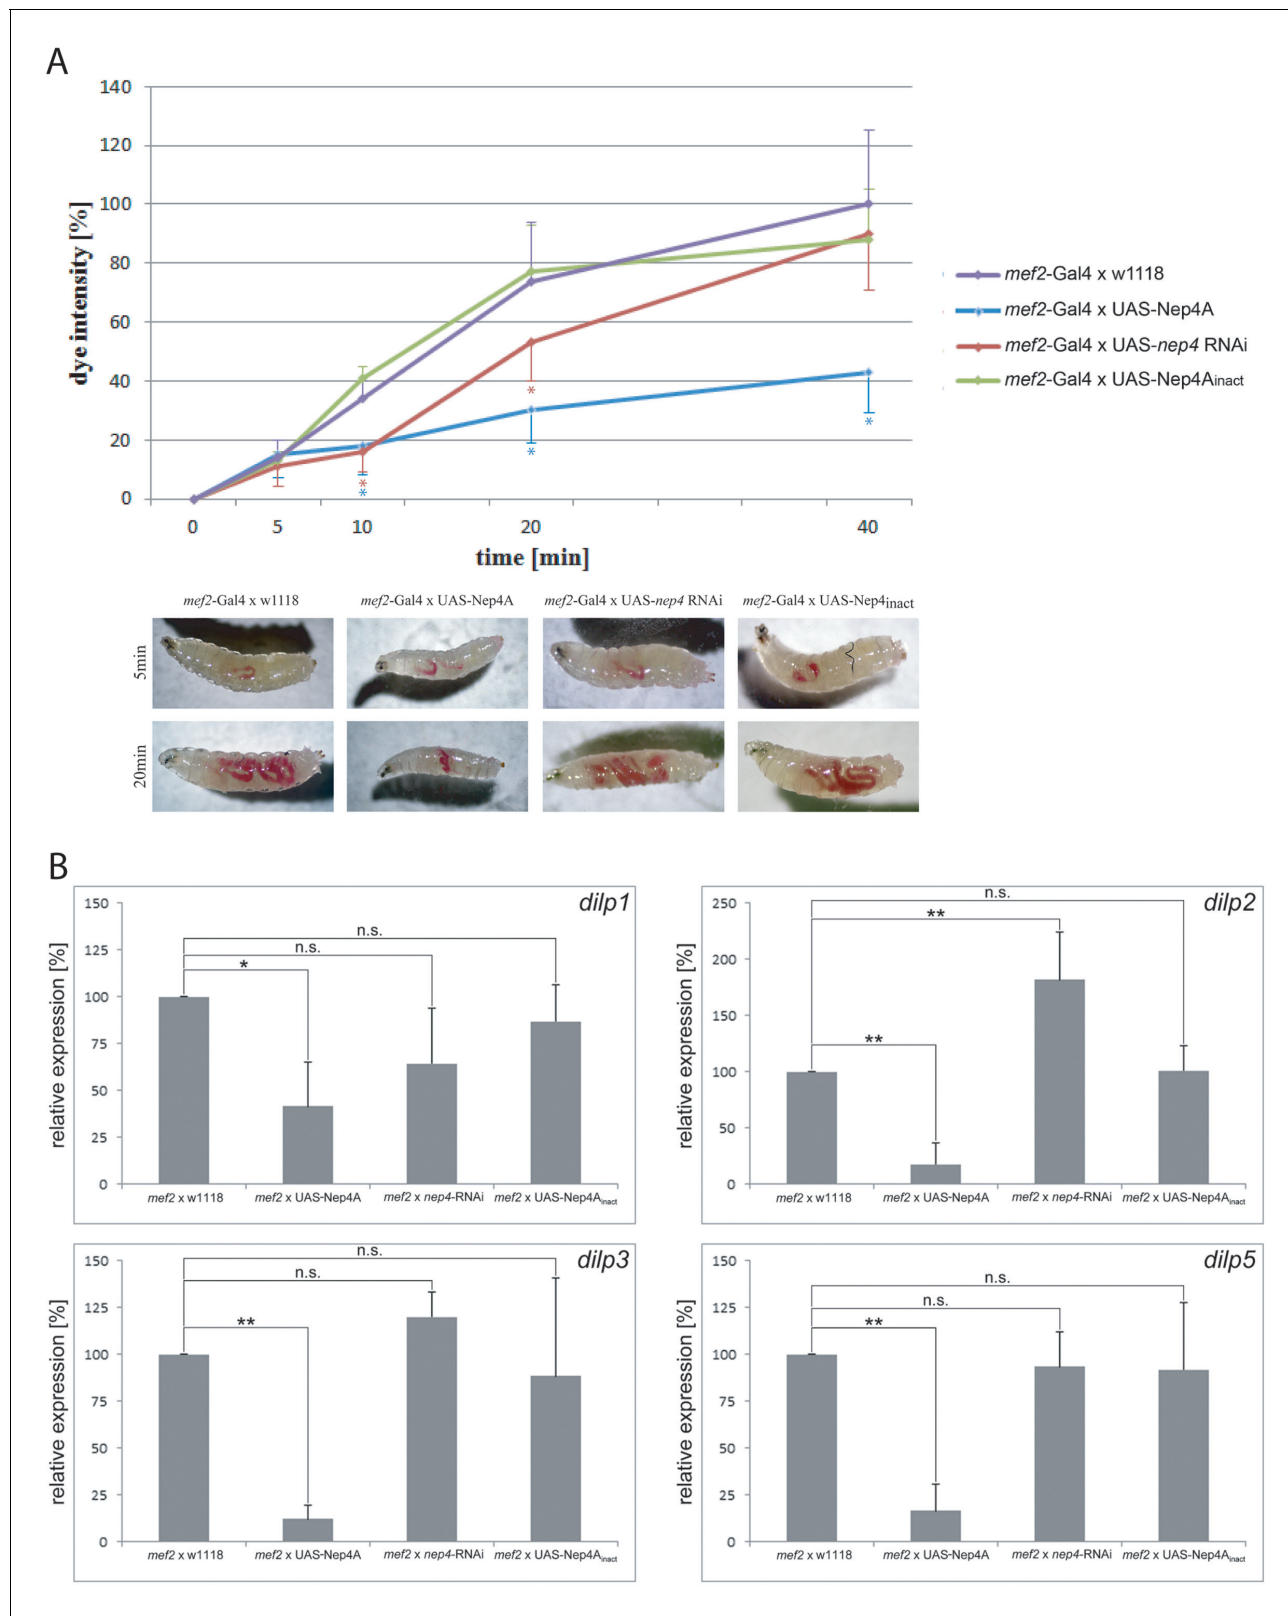 A
140
120
100
80
60
40
20
0
dye intensity [%]
*
*
*
*
*
0 5 10 20 40
time [min]
mef2-Gal4 x w1118
mef2-Gal4 x UAS-Nep4A
mef2-Gal4 x UAS-nep4 RNAi
mef2-Gal4 x UAS-Nep4Ainact
mef2-Gal4 x w1118 mef2-Gal4 x UAS-Nep4A mef2-Gal4 x UAS-nep4 RNAi mef2-Gal4 x UAS-Nep4inact
5min
20min
B
dilp1
150
125
100
75
50
25
0
relative expression [%]
n.s.
n.s.
*
mef2 x w1118 mef2 x UAS-Nep4A mef2 x nep4-RNAi mef2 x UAS-Nep4Ainact
dilp2
250
200
150
100
50
0
relative expression [%]
n.s.
**
**
mef2 x w1118 mef2 x UAS-Nep4A mef2 x nep4-RNAi mef2 x UAS-Nep4Ainact
dilp3
150
125
100
75
50
25
0
relative expression [%]
n.s.
n.s.
**
mef2 x w1118 mef2 x UAS-Nep4A mef2 x nep4-RNAi mef2 x UAS-Nep4Ainact
dilp5
150
125
100
75
50
25
0
relative expression [%]
n.s.
n.s.
**
mef2 x w1118 mef2 x UAS-Nep4A mef2 x nep4-RNAi mef2 x UAS-Nep4Ainact